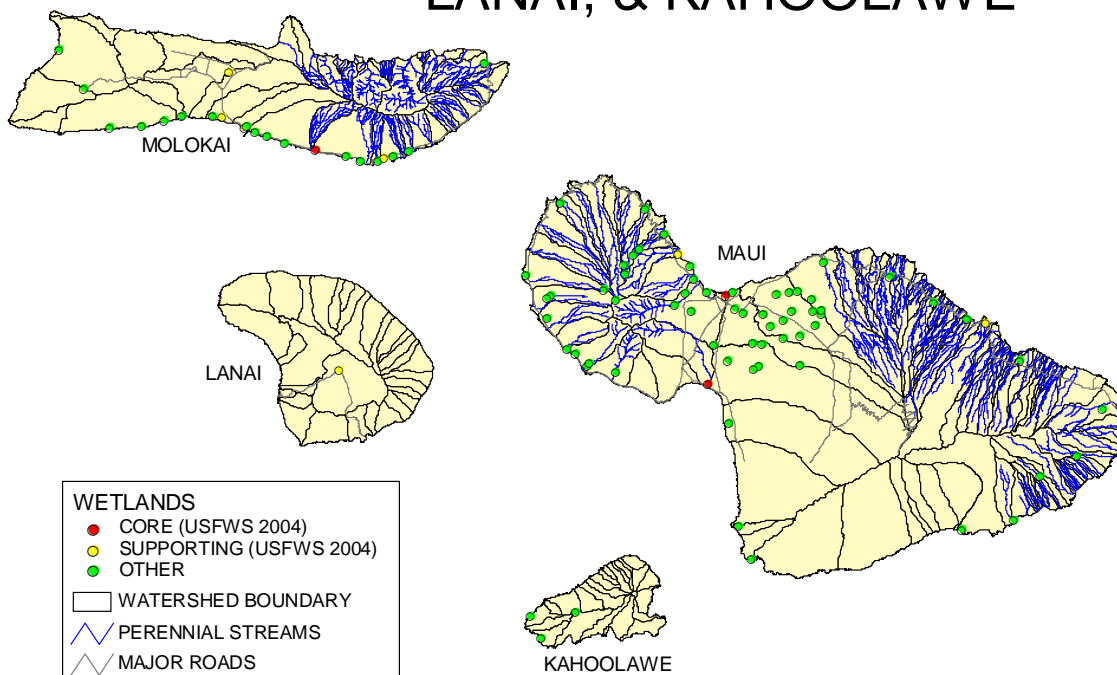 LANAI, & KAHOOLAWE
MOLOKAI
MAUI
LANAI
WETLANDS
CORE (USFWS 2004)
SUPPORTING (USFWS 2004)
OTHER
WATERSHED BOUNDARY
PERENNIAL STREAMS
MAJOR ROADS
KAHOOLAWE